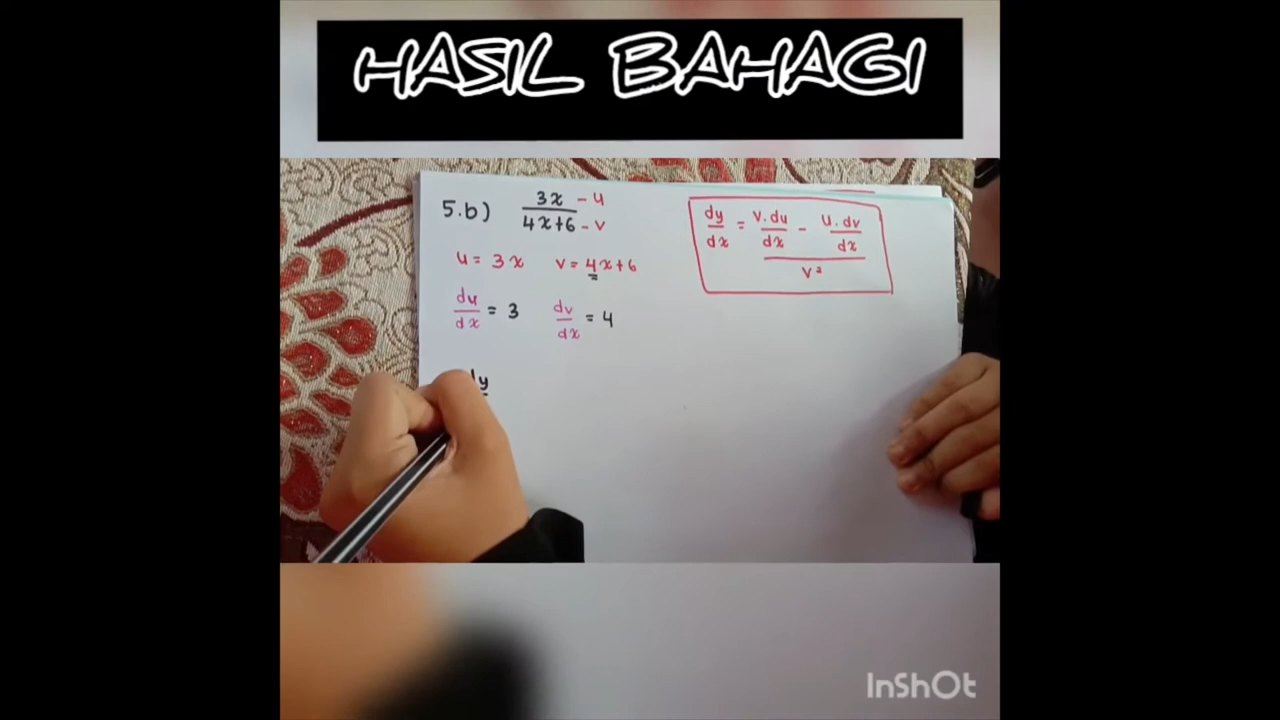 HASIL BAHAGI
5.b) 3x - u
4x+6 - v
dy/dx = (v.du/dx - u.dv/dx)/v²
u = 3x v = 4x+6
du/dx = 3 dv/dx = 4
dy
InShOt